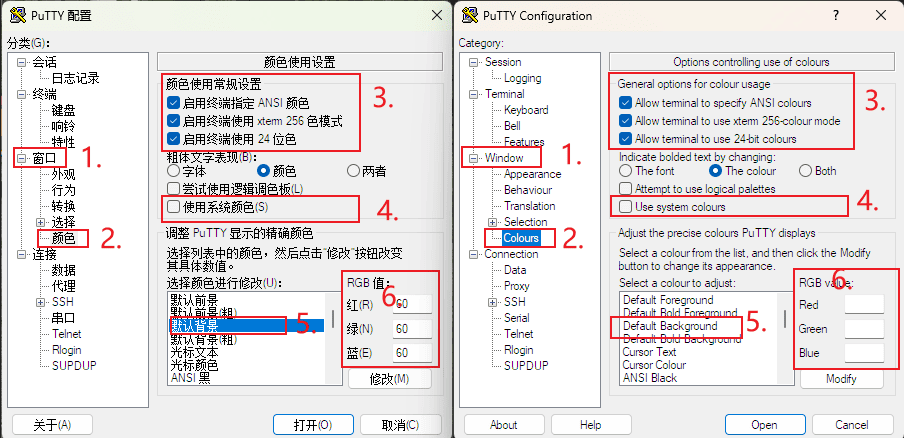 PuTTY 配置
分类(G):
会话
日志记录
终端
键盘
响铃
特性
窗口
1.
外观
行为
转换
选择
颜色
2.
连接
数据
代理
SSH
串口
Telnet
Rlogin
SUPDUP
颜色使用设置
颜色使用常规设置
3.
启用终端指定 ANSI 颜色
启用终端使用 xterm 256 色模式
启用终端使用 24 位色
粗体文字表现(B):
字体 颜色 两者
尝试使用逻辑调色板(L)
使用系统颜色(S)
4.
调整 PuTTY 显示的精确颜色
选择列表中的颜色，然后点击"修改"按钮改变
其具体数值。
选择颜色进行修改(U):
默认前景
默认前景(粗)
默认背景
5.
默认背景(粗)
光标文本
光标颜色
ANSI 黑
RGB 值:
6.
红(R) 60
绿(N) 60
蓝(E) 60
修改(M)
关于(A) 打开(O) 取消(C)
PuTTY Configuration
? 
Category:
Session
Logging
Terminal
Keyboard
Bell
Features
Window
1.
Appearance
Behaviour
Translation
Selection
Colours
2.
Connection
Data
Proxy
SSH
Serial
Telnet
Rlogin
SUPDUP
Options controlling use of colours
General options for colour usage
3.
Allow terminal to specify ANSI colours
Allow terminal to use xterm 256-colour mode
Allow terminal to use 24-bit colours
Indicate bolded text by changing:
The font The colour Both
Attempt to use logical palettes
Use system colours
4.
Adjust the precise colours PuTTY displays
Select a colour from the list, and then click the Modify
button to change its appearance.
Select a colour to adjust:
Default Foreground
Default Bold Foreground
Default Background
5.
Default Bold Background
Cursor Text
Cursor Colour
ANSI Black
RGB value:
6.
Red
Green
Blue
Modify
About Help Open Cancel